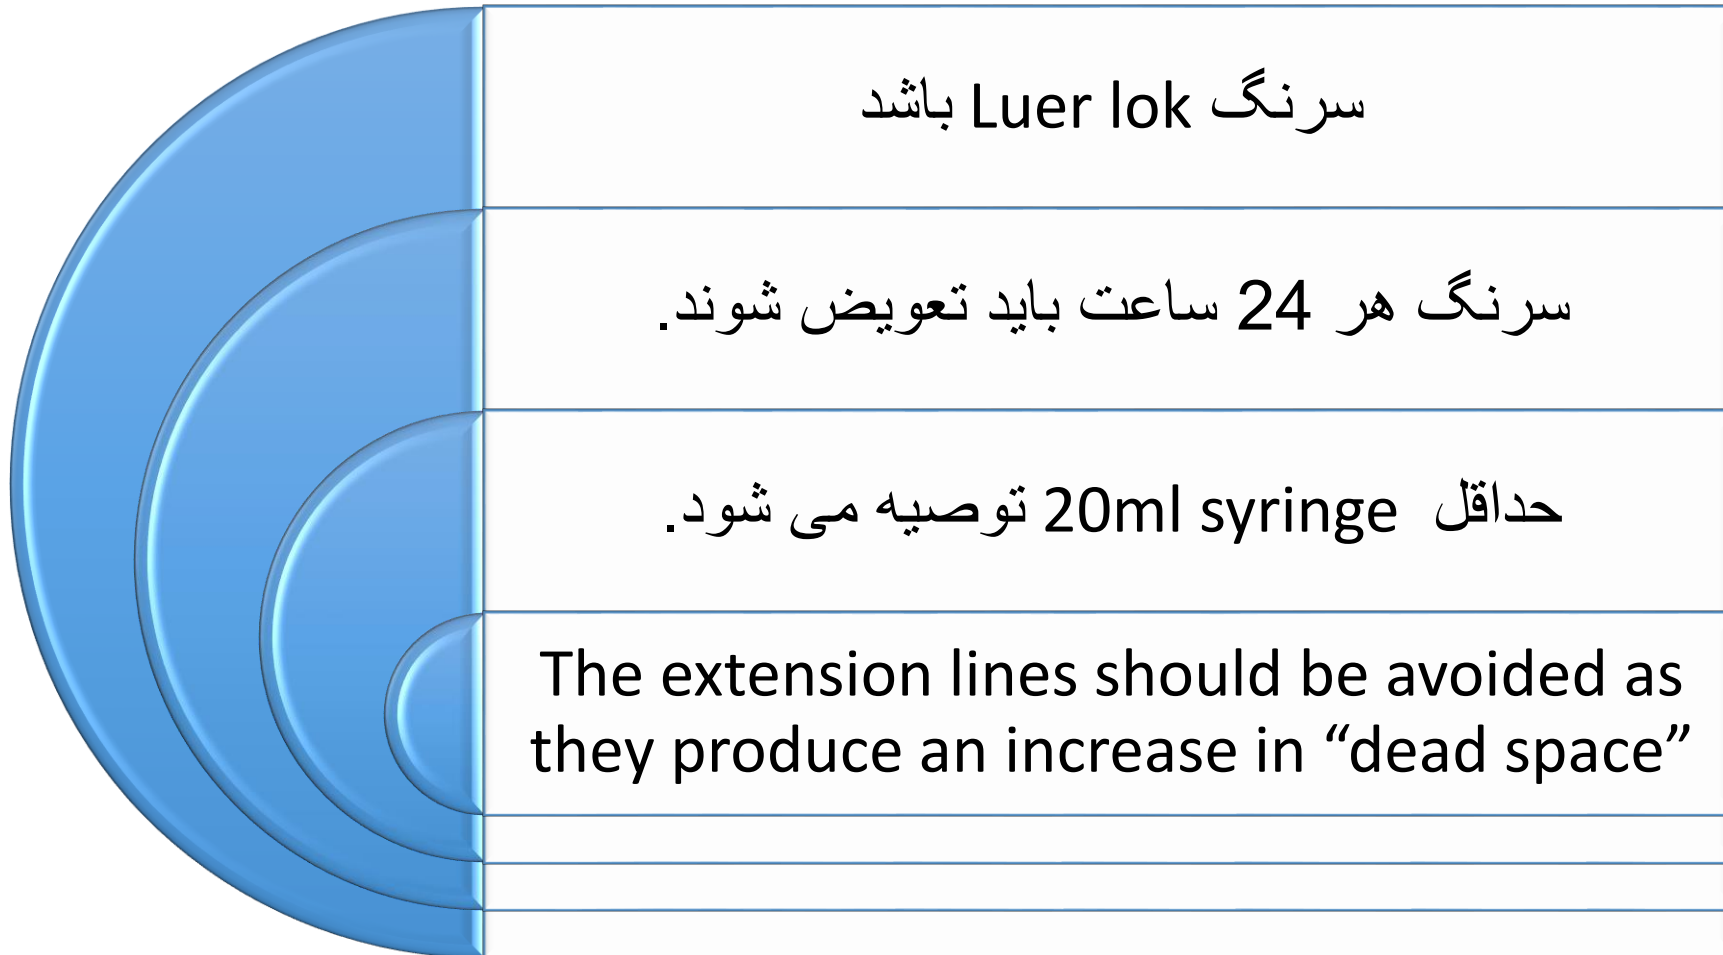 سرنگ Luer lok باشد
سرنگ هر 24 ساعت باید تعویض شوند.
حداقل 20ml syringe توصیه می شود.
The extension lines should be avoided as
they produce an increase in “dead space”